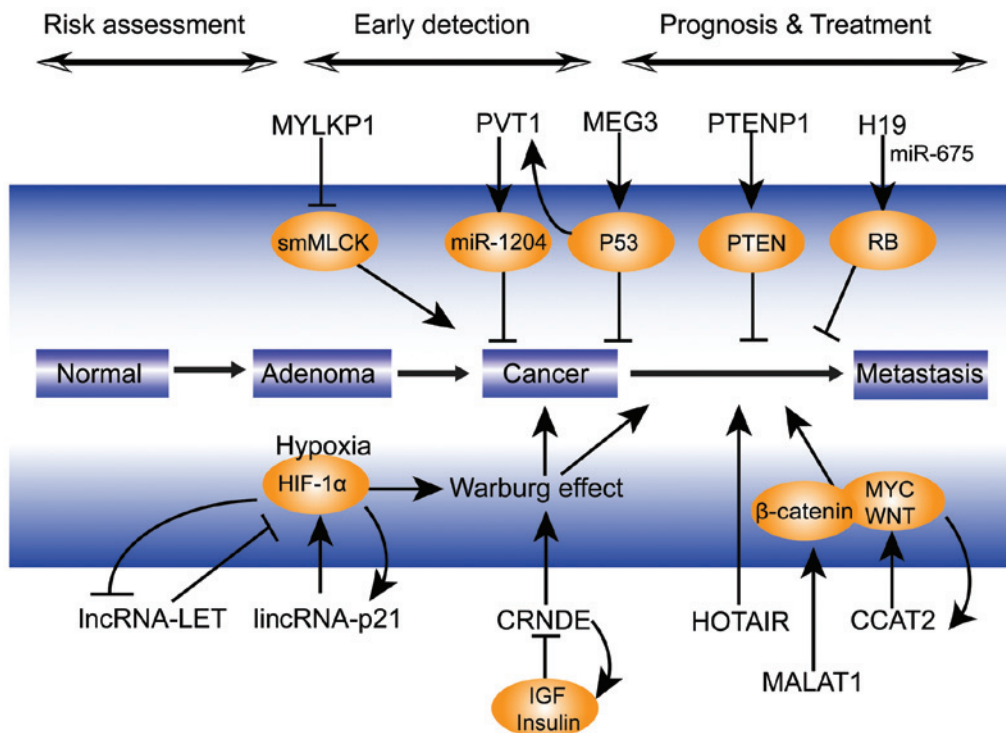 Risk assessment
Early detection
Prognosis & Treatment
MYLKP1
PVT1
MEG3
PTENP1
H19
miR-675
smMLCK
miR-1204
P53
PTEN
RB
Normal
Adenoma
Cancer
Metastasis
Hypoxia
HIF-1α
Warburg effect
β-catenin
MYC
WNT
lncRNA-LET
lincRNA-p21
CRNDE
HOTAIR
CCAT2
MALAT1
IGF
Insulin